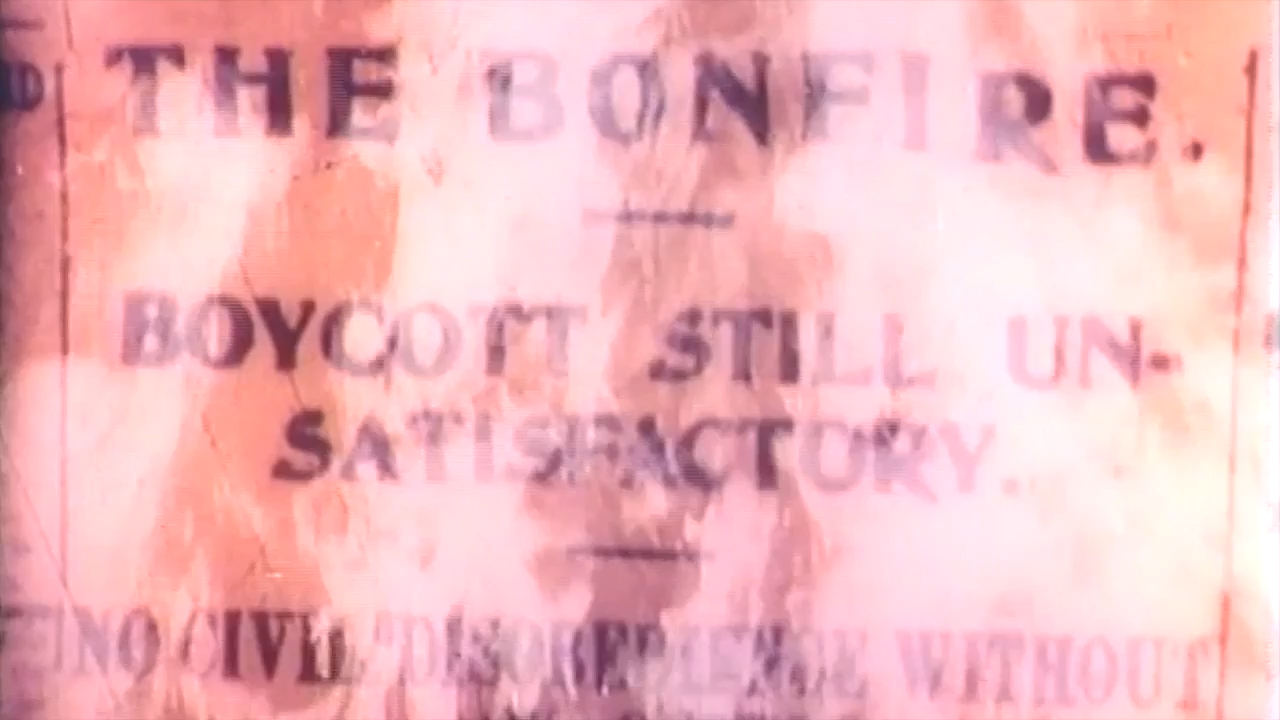 THE BONFIRE.
BOYCOTT STILL UN-
SATISFACTORY.
NO CIVIL DISOBEDIENCE WITHOUT